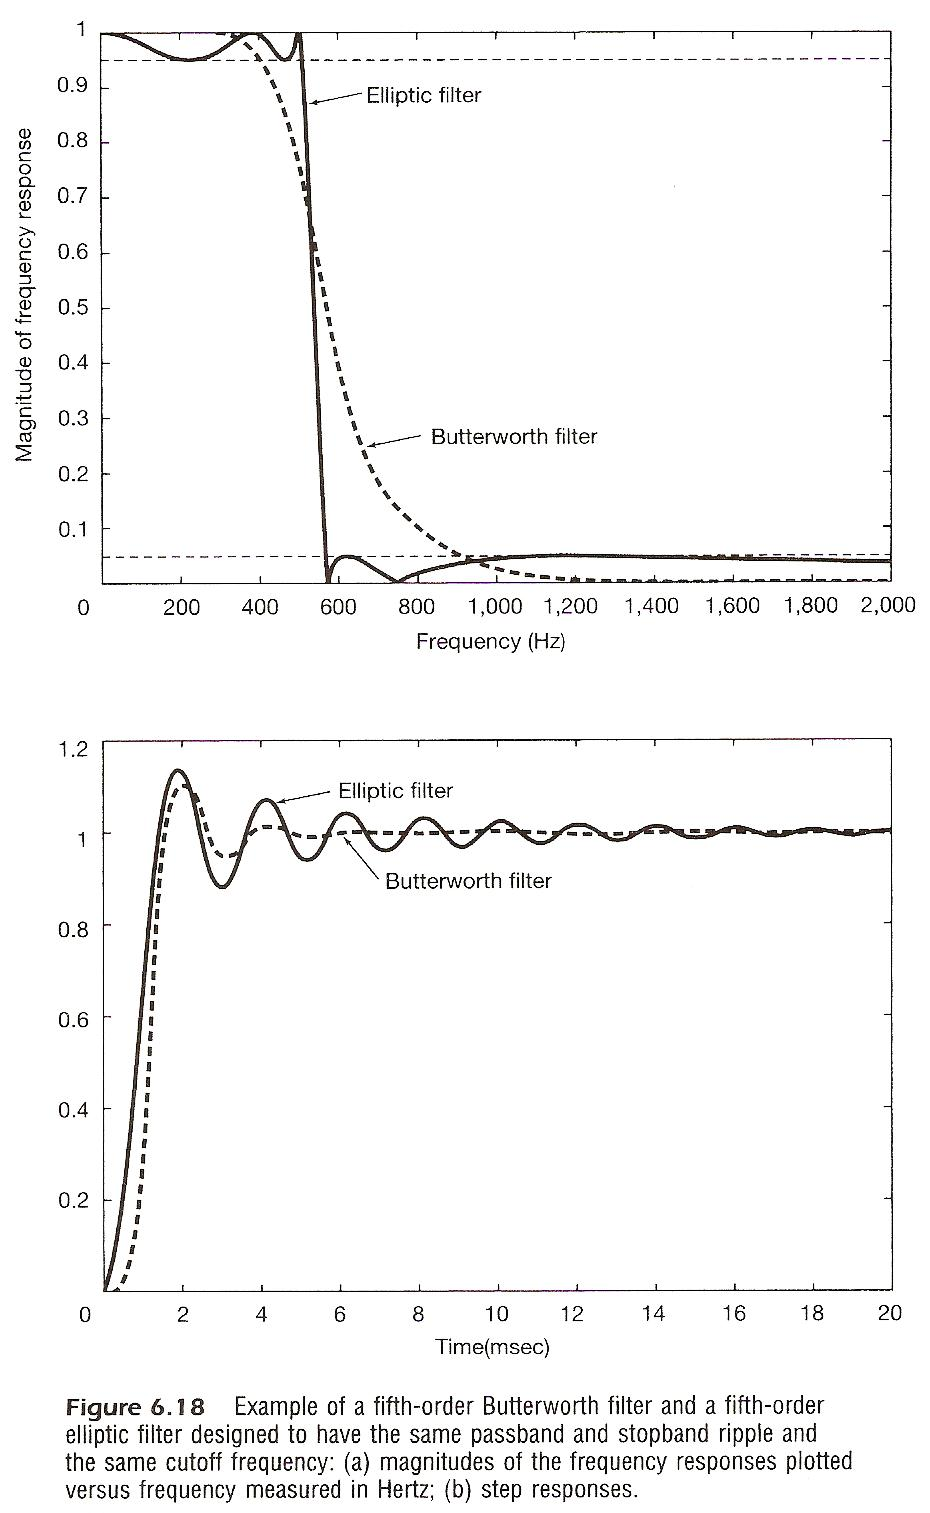 1
0.9
0.8
0.7
0.6
0.5
0.4
0.3
0.2
0.1
Magnitude of frequency response
Elliptic filter
Butterworth filter
0 200 400 600 800 1,000 1,200 1,400 1,600 1,800 2,000
Frequency (Hz)
1.2
1
0.8
0.6
0.4
0.2
Elliptic filter
Butterworth filter
0 2 4 6 8 10 12 14 16 18 20
Time(msec)
Figure 6.18 Example of a fifth-order Butterworth filter and a fifth-order
elliptic filter designed to have the same passband and stopband ripple and
the same cutoff frequency: (a) magnitudes of the frequency responses plotted
versus frequency measured in Hertz; (b) step responses.